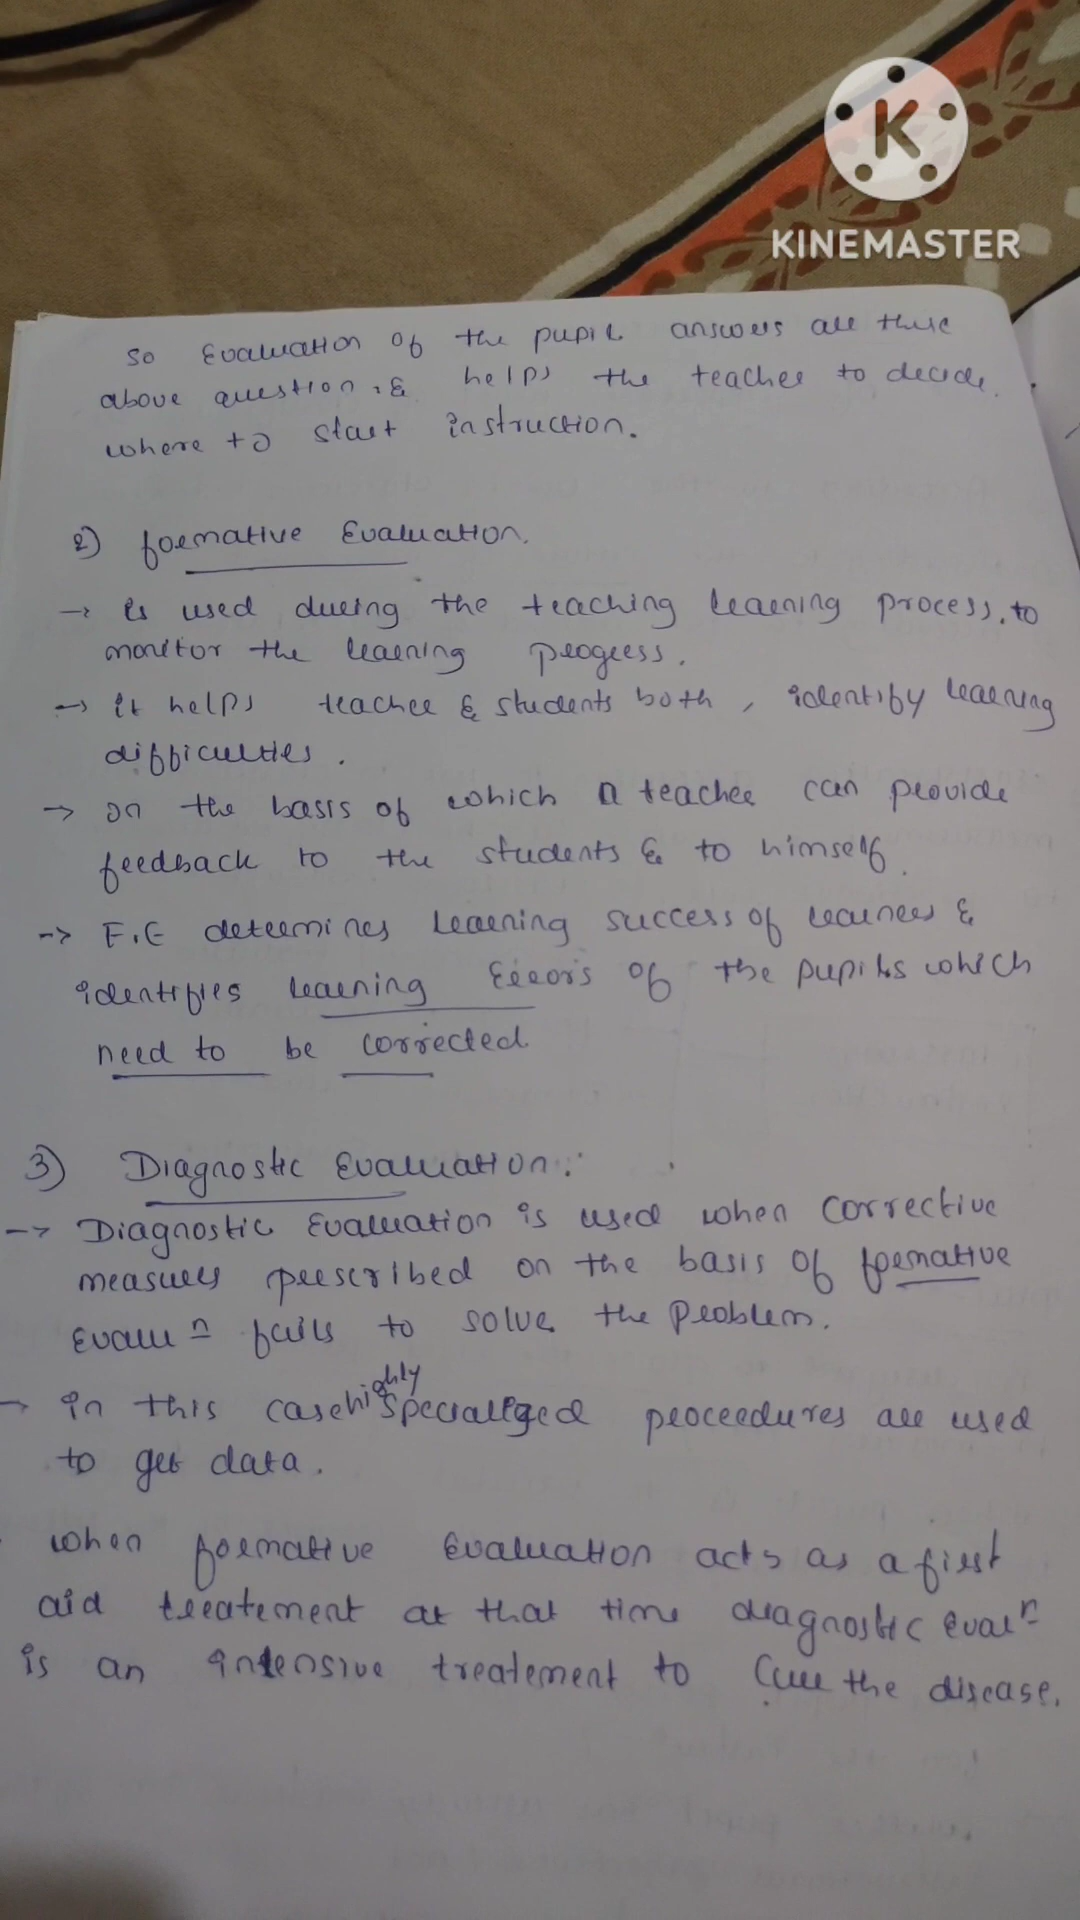 KINEMASTER
so Evaluation of the pupil answers all these
above question. & helps the teacher to decide.
where to start instruction.
2) formative Evaluation.
→ is used during the teaching learning process. to
monitor the learning progress.
→ it helps teacher & students both, identify learning
difficulties.
→ on the basis of which a teacher can provide
feedback to the students & to himself.
→ F.E determines learning success of learners &
identifies learning Errors of the pupils which
need to be corrected
3) Diagnostic Evaluation:
→ Diagnostic Evaluation is used when corrective
measures prescribed on the basis of formative
Evaluⁿ fails to solve the problem.
→ in this case highly specialized proceedures are used
to get data.
when formative Evaluation acts as a first
aid treatement at that time diagnostic evalⁿ
is an intensive treatement to cure the disease.